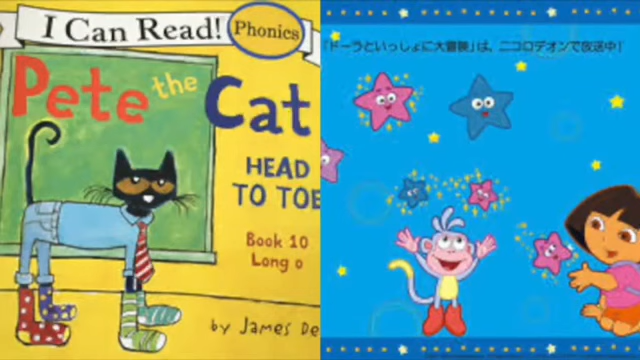 I Can Read!
Phonics
Pete the Cat
HEAD
TO TOE
Book 10
Long o
by James De
「ドーラといっしょに大冒険」は、ニコロデオンで放送中!